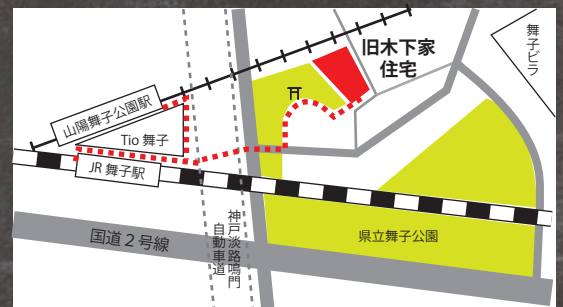 旧木下家
住宅
舞子ビラ
山陽舞子公園駅
Tio 舞子
JR 舞子駅
国道２号線
神戸淡路鳴門
自動車道
県立舞子公園